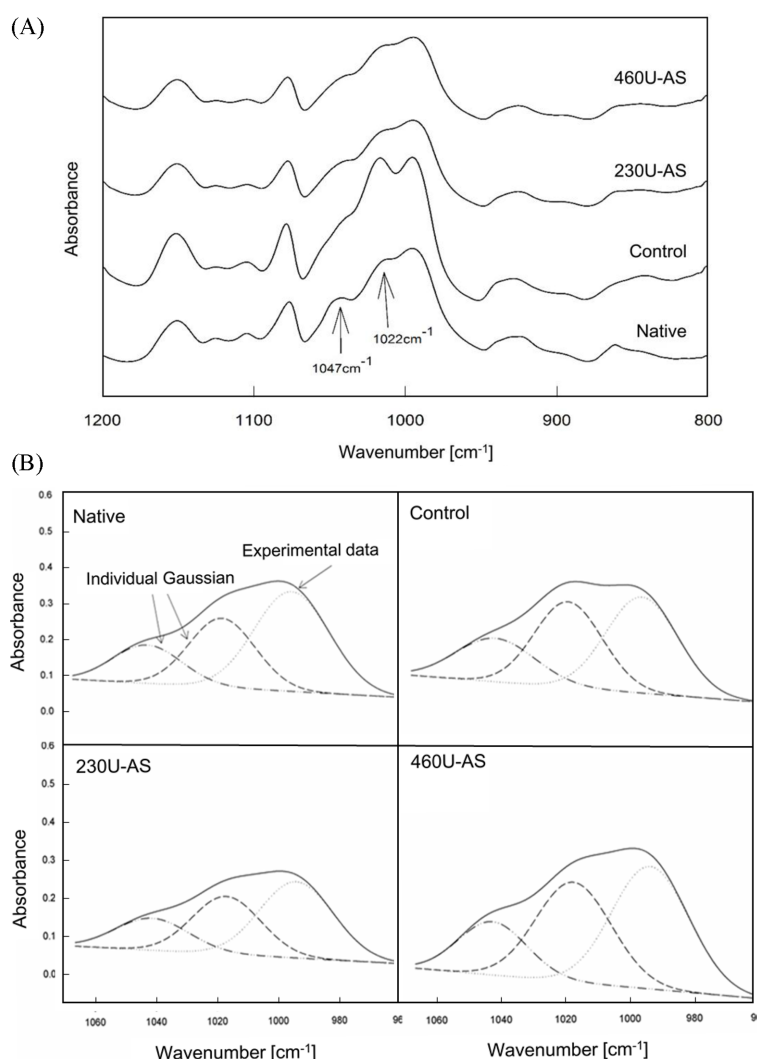 (A)
460U-AS
230U-AS
Control
Native
1047cm-1
1022cm-1
Absorbance
1200
1100
1000
900
800
Wavenumber [cm-1]
(B)
0.6
0.5
0.4
0.3
0.2
0.1
0.0
Absorbance
Native
Experimental data
Individual Gaussian
Control
0.6
0.5
0.4
0.3
0.2
0.1
0.0
Absorbance
230U-AS
460U-AS
1060
1040
1020
1000
980
96
1060
1040
1020
1000
980
Wavenumber [cm-1]
Wavenumber [cm-1]